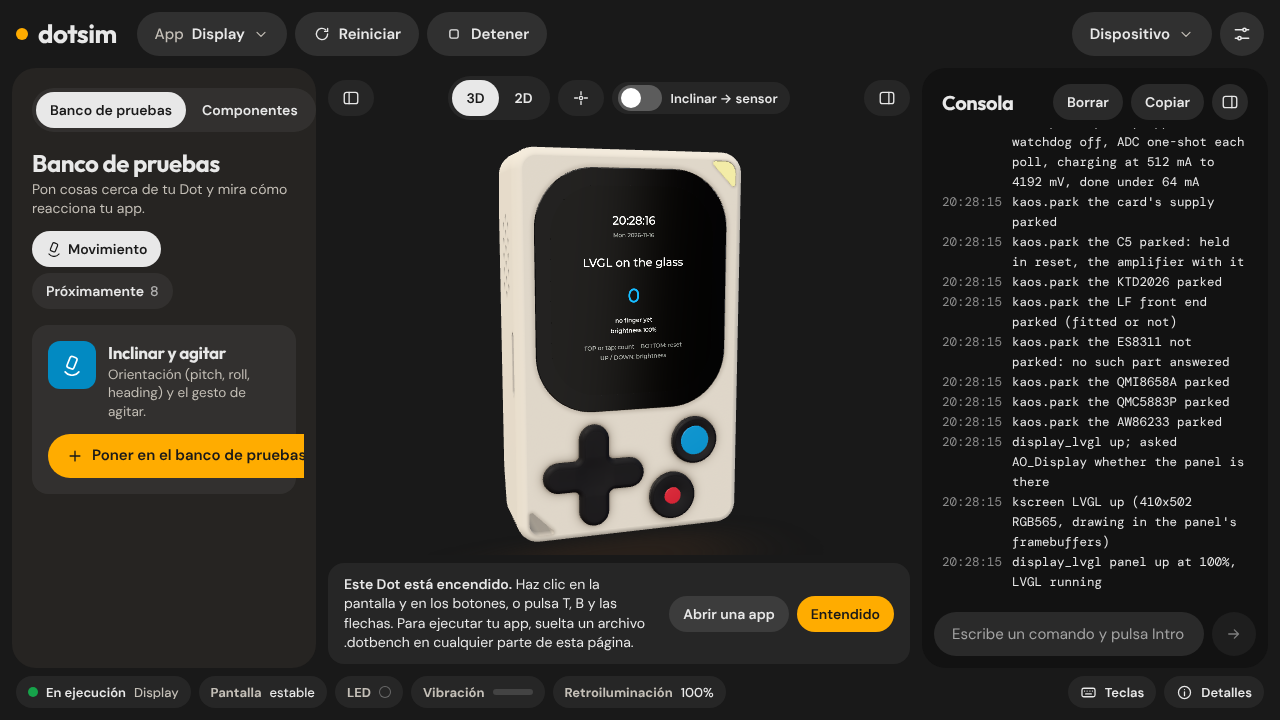 dotsim
App Display
Reiniciar
Detener
Dispositivo
Banco de pruebas
Componentes
Banco de pruebas
Pon cosas cerca de tu Dot y mira cómo
reacciona tu app.
Movimiento
Próximamente 8
Inclinar y agitar
Orientación (pitch, roll,
heading) y el gesto de
agitar.
Poner en el banco de pruebas
3D
2D
Inclinar → sensor
20:28:16
Mon 2026-11-16
LVGL on the glass
0
no finger yet
brightness 100%
TOP or tap: count BOTTOM: reset
UP / DOWN: brightness
Este Dot está encendido. Haz clic en la
pantalla y en los botones, o pulsa T, B y las
flechas. Para ejecutar tu app, suelta un archivo
.dotbench en cualquier parte de esta página.
Abrir una app
Entendido
Consola
Borrar
Copiar
watchdog off, ADC one-shot each
poll, charging at 512 mA to
4192 mV, done under 64 mA
20:28:15 kaos.park the card's supply
parked
20:28:15 kaos.park the C5 parked: held
in reset, the amplifier with it
20:28:15 kaos.park the KTD2026 parked
20:28:15 kaos.park the LF front end
parked (fitted or not)
20:28:15 kaos.park the ES8311 not
parked: no such part answered
20:28:15 kaos.park the QMI8658A parked
20:28:15 kaos.park the QMC5883P parked
20:28:15 kaos.park the AW86233 parked
20:28:15 display_lvgl up; asked
AO_Display whether the panel is
there
20:28:15 kscreen LVGL up (410x502
RGB565, drawing in the panel's
framebuffers)
20:28:15 display_lvgl panel up at 100%,
LVGL running
Escribe un comando y pulsa Intro
En ejecución Display
Pantalla estable
LED
Vibración
Retroiluminación 100%
Teclas
Detalles